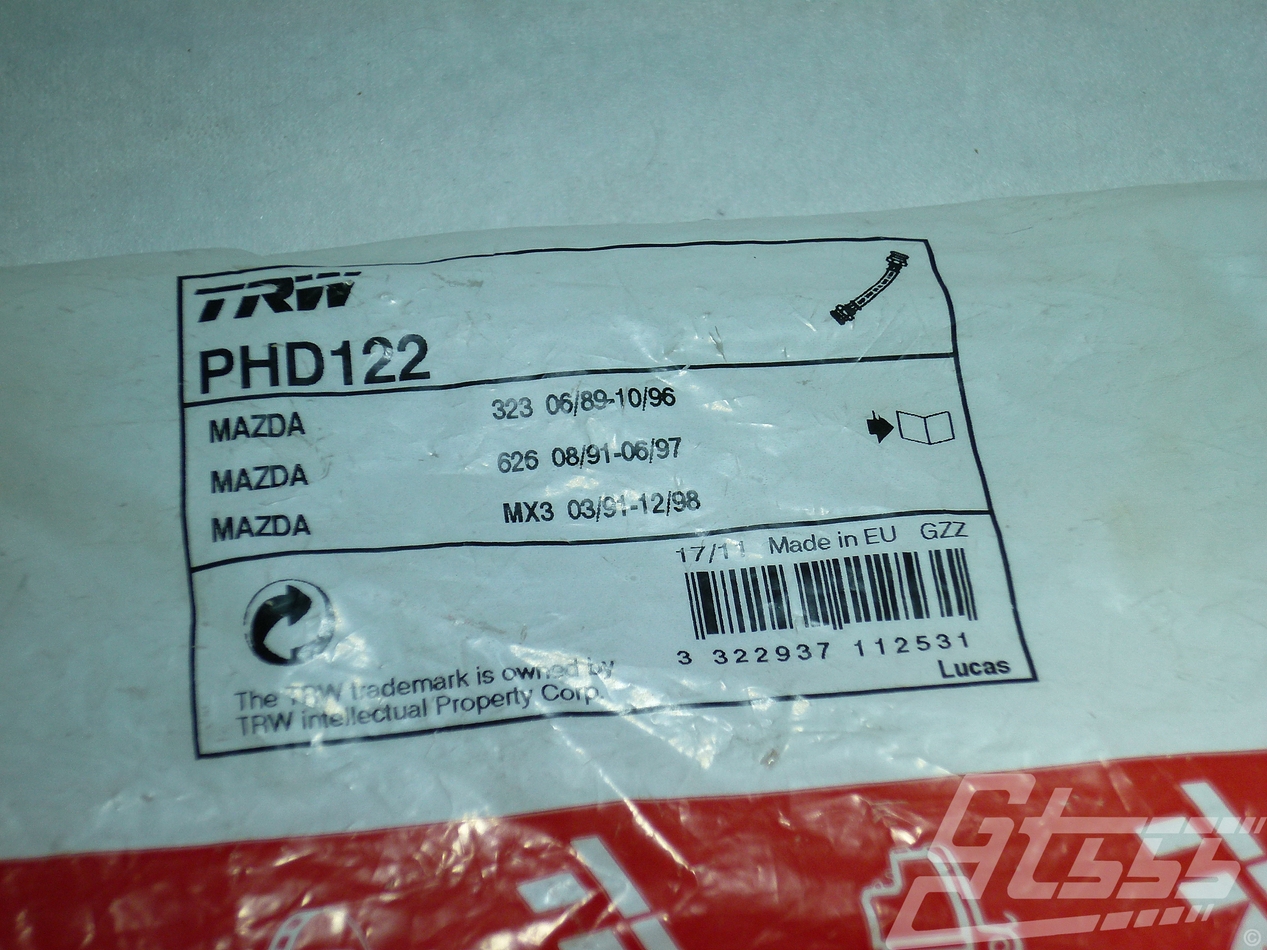 TRW
PHD122
MAZDA 323 06/89-10/96
MAZDA 626 08/91-06/97
MAZDA MX3 03/91-12/98
17/11 Made in EU GZZ
3 322937 112531
Lucas
The TRW trademark is owned by
TRW intellectual Property Corp.
Gtsss
©